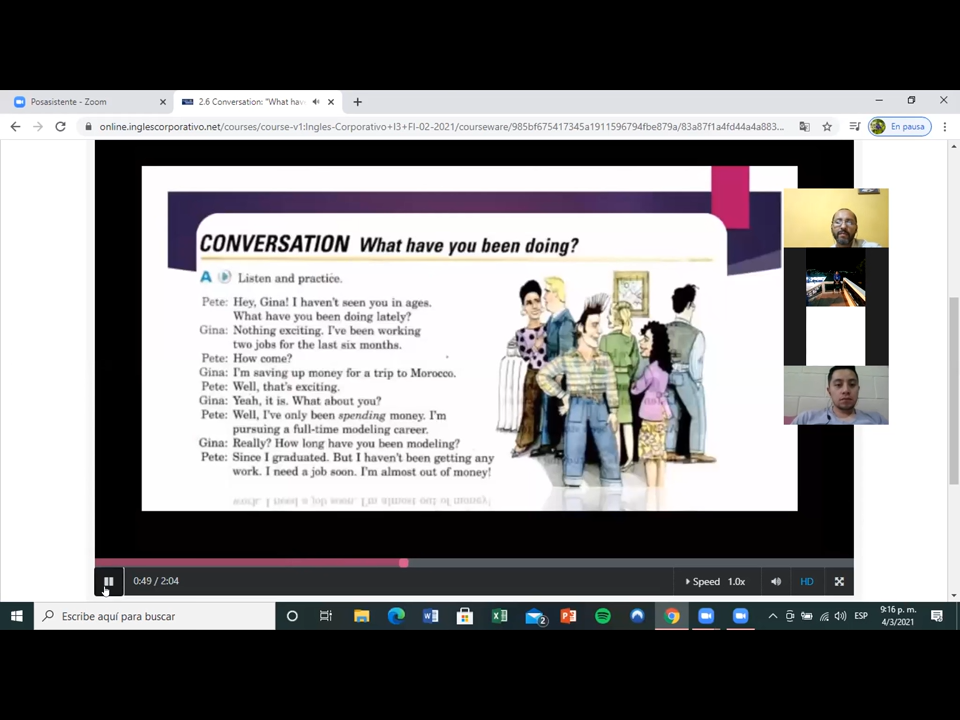 Posasistente - Zoom
2.6 Conversation: "What hav
online.inglescorporativo.net/courses/course-v1:Ingles-Corporativo+I3+FI-02-2021/courseware/985bf675417345a1911596794fbe879a/83a87f1a4fd44a4a883...
En pausa
CONVERSATION What have you been doing?
A Listen and practice.
Pete: Hey, Gina! I haven't seen you in ages.
What have you been doing lately?
Gina: Nothing exciting. I've been working
two jobs for the last six months.
Pete: How come?
Gina: I'm saving up money for a trip to Morocco.
Pete: Well, that's exciting.
Gina: Yeah, it is. What about you?
Pete: Well, I've only been spending money. I'm
pursuing a full-time modeling career.
Gina: Really? How long have you been modeling?
Pete: Since I graduated. But I haven't been getting any
work. I need a job soon. I'm almost out of money!
0:49 / 2:04
Speed 1.0x
HD
Escribe aquí para buscar
2
ESP
9:16 p. m.
4/3/2021